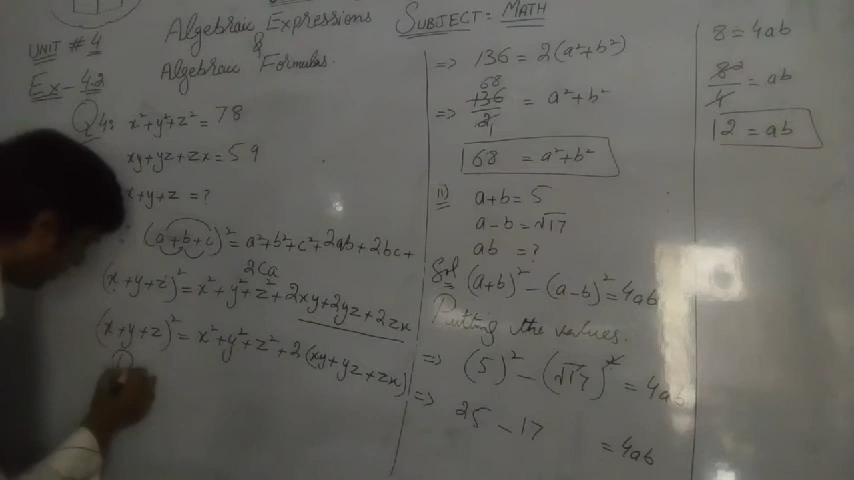 SUBJECT: MATH
Algebraic Expressions
&
Algebraic Formulas.
UNIT # 4
Ex-4.2
Q4: x²+y²+z² = 78
xy+yz+zx = 59
x+y+z = ?
∵ (a+b+c)² = a²+b²+c²+2ab+2bc+
2ca
(x+y+z)² = x²+y²+z²+2xy+2yz+2zx
(x+y+z)² = x²+y²+z²+2(xy+yz+zx)
=> 136 = 2(a²+b²)
68
=> 136/2 = a²+b²
1
168 = a²+b²
ii) a+b = 5
a-b = √17
ab = ?
Sol = (a+b)² - (a-b)² = 4ab
Putting the values.
=> (5)² - (√17)² = 4ab
=> 25 - 17 = 4ab
8 = 4ab
8/4 = ab
2
12 = ab